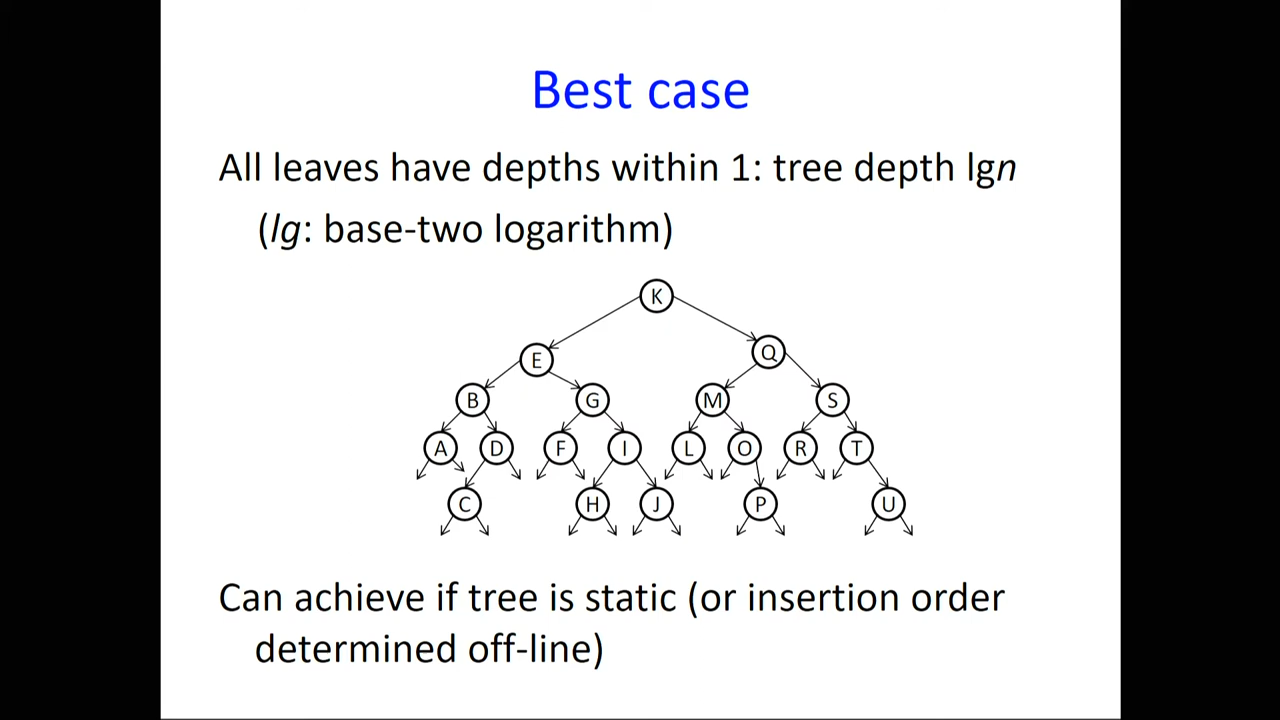 Best case
All leaves have depths within 1: tree depth lgn
(lg: base-two logarithm)
K
E Q
B G M S
A D F I L O R T
C H J P U
Can achieve if tree is static (or insertion order
determined off-line)